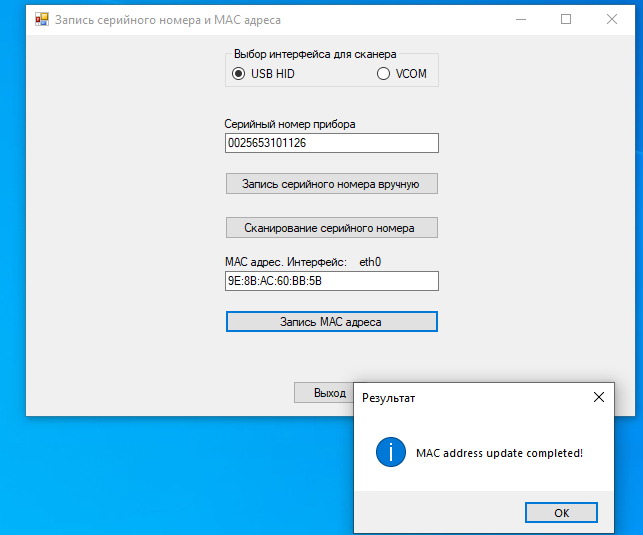 Запись серийного номера и MAC адреса
Выбор интерфейса для сканера
USB HID VCOM
Серийный номер прибора
0025653101126
Запись серийного номера вручную
Сканирование серийного номера
MAC адрес. Интерфейс: eth0
9E:8B:AC:60:BB:5B
Запись MAC адреса
Выход
Результат
MAC address update completed!
OK